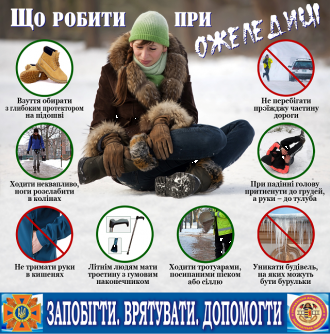 Що робити при
ожеледиці
Взуття обирати
з глибоким протектором
на підошві
Не перебігати
проїжджу частину
дороги
Ходити неквапливо,
ноги розслабити
в колінах
При падінні голову
притиснути до грудей,
а руки – до тулуба
Не тримати руки
в кишенях
Літнім людям мати
тростину з гумовим
наконечником
Ходити тротуарами,
посипаними піском
або сіллю
Уникати будівель,
на яких можуть
бути бурульки
ЗАПОБІГТИ. ВРЯТУВАТИ. ДОПОМОГТИ